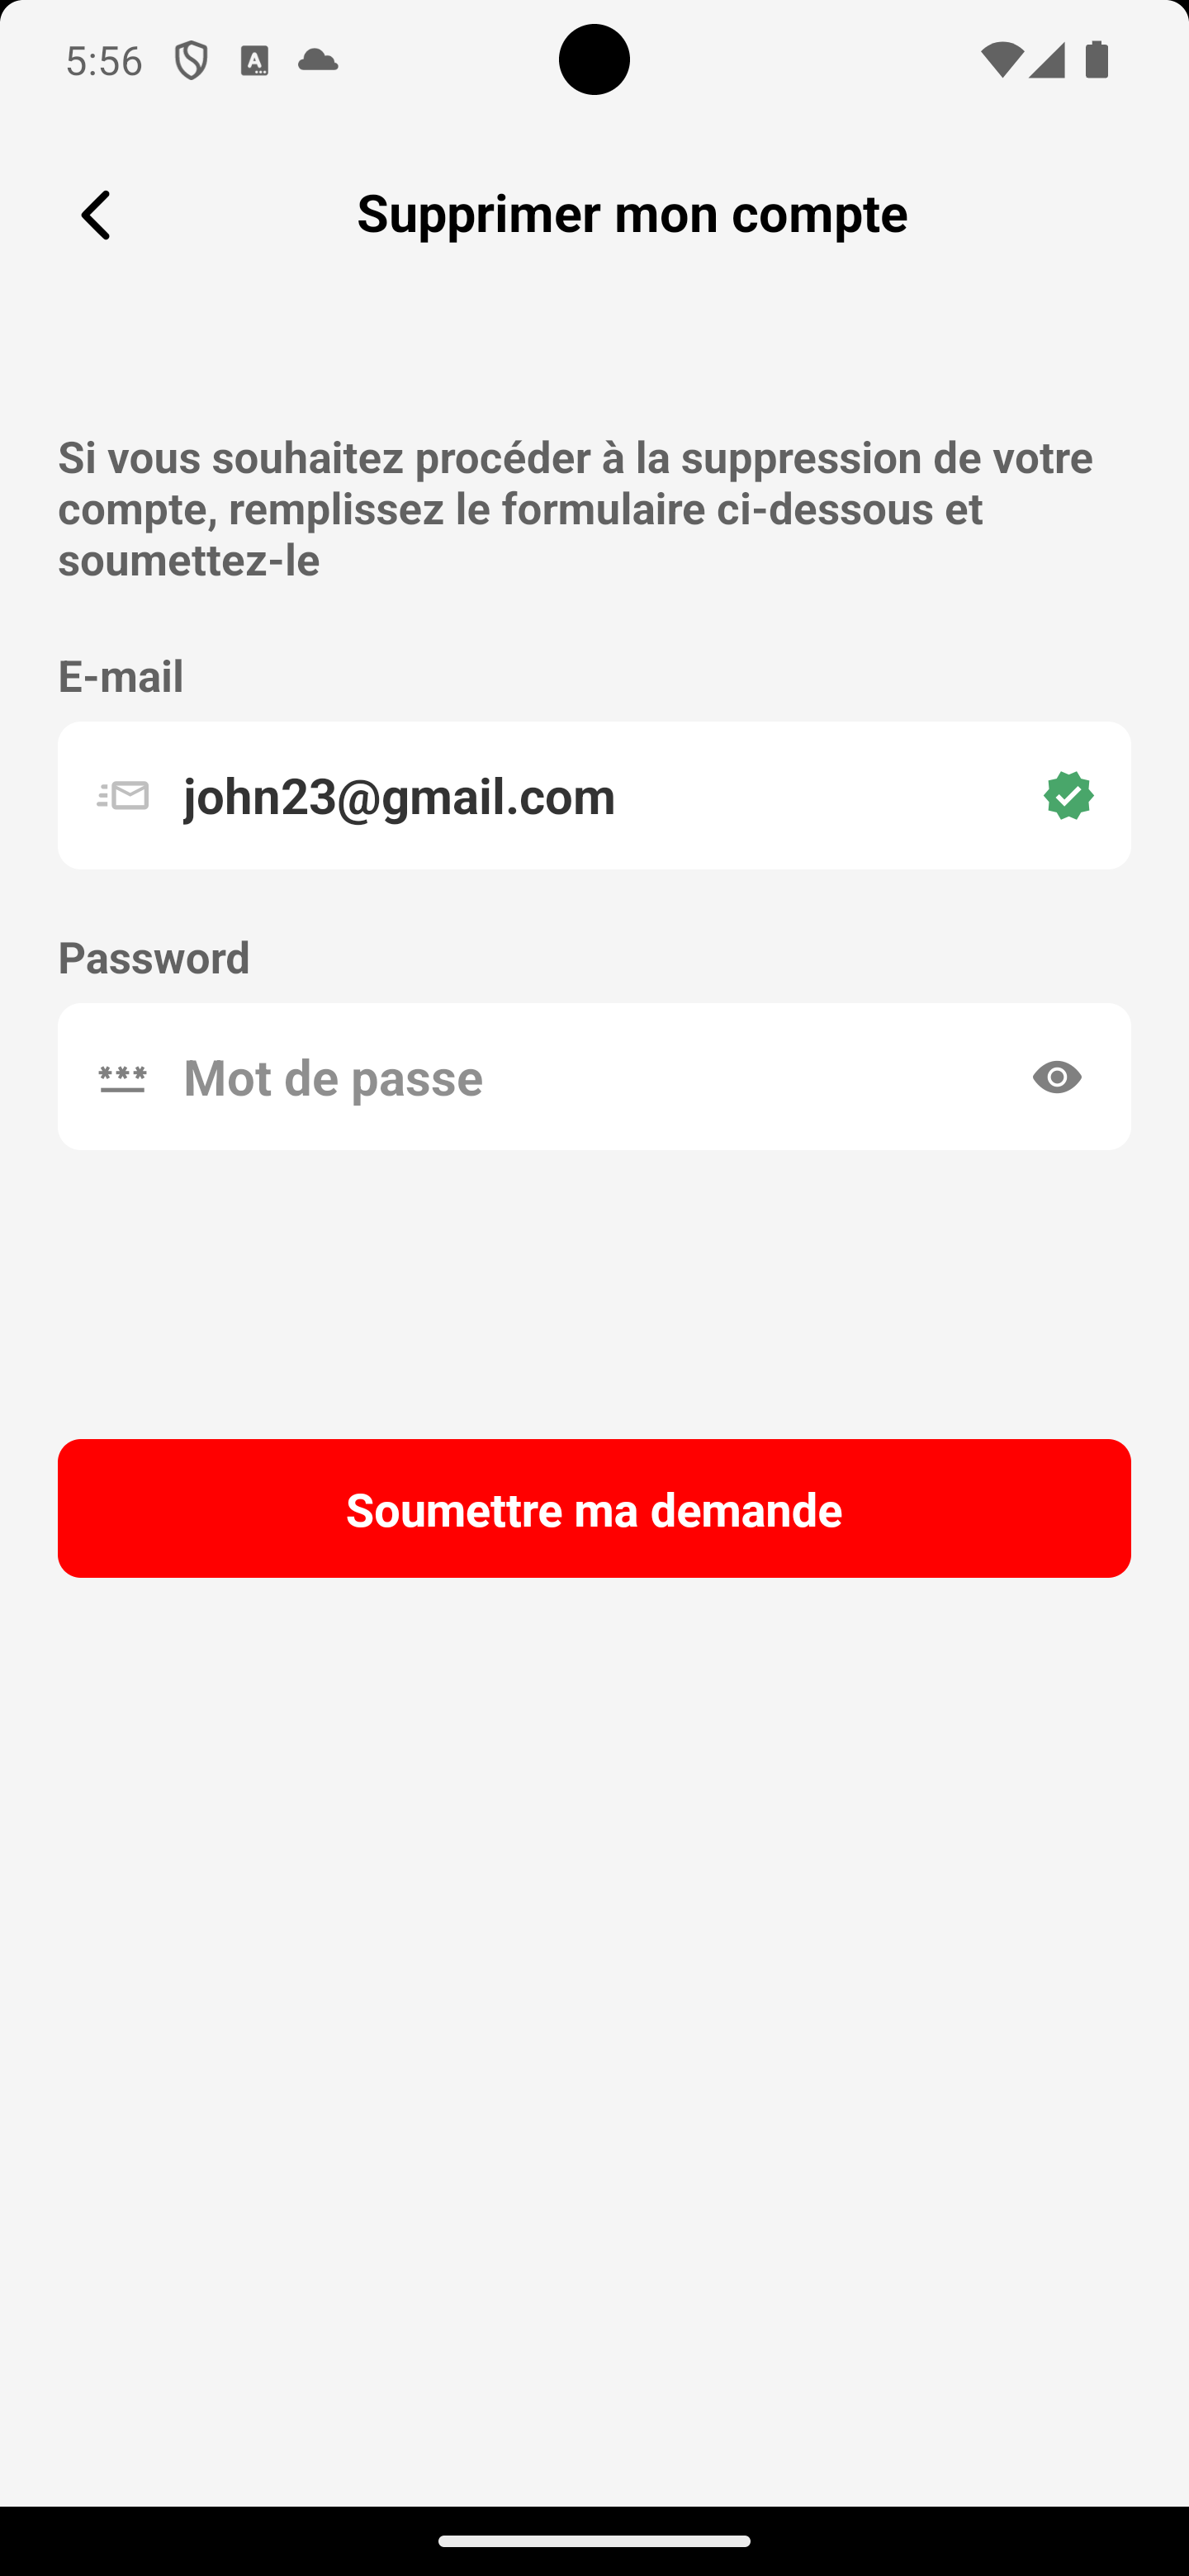 5:56
Supprimer mon compte
Si vous souhaitez procéder à la suppression de votre
compte, remplissez le formulaire ci-dessous et
soumettez-le
E-mail
john23@gmail.com
Password
Mot de passe
Soumettre ma demande